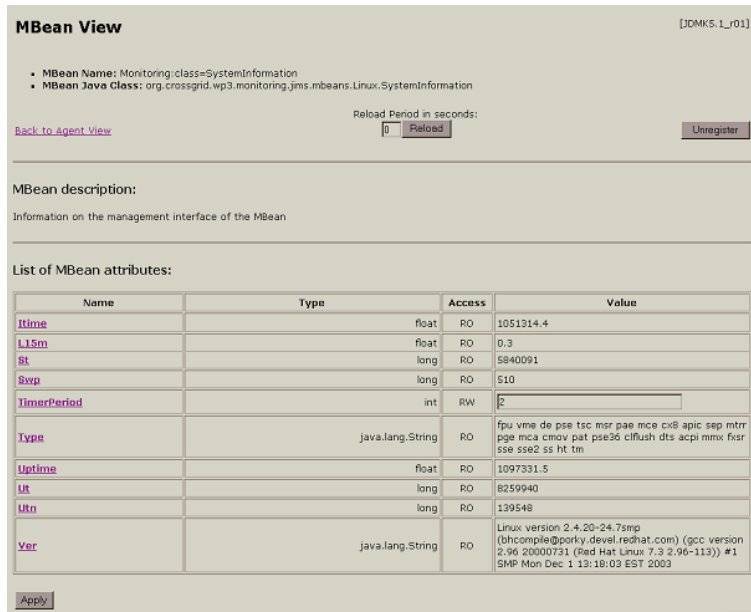 MBean View
[JDMK5.1_r01]
MBean Name: Monitoring:class=SystemInformation
MBean Java Class: org.crossgrid.wp3.monitoring.jims.mbeans.Linux.SystemInformation
Reload Period in seconds:
Back to Agent View
0 Reload
Unregister
MBean description:
Information on the management interface of the MBean
List of MBean attributes:
Name Type Access Value
Itime float RO 1051314.4
L15m float RO 0.3
St long RO 5840091
Swp long RO 510
TimerPeriod int RW 2
Type java.lang.String RO fpu vme de pse tsc msr pae mce cx8 apic sep mtrr
pge mca cmov pat pse36 clflush dts acpi mmx fxsr
sse sse2 ss ht tm
Uptime float RO 1097331.5
Ut long RO 8259940
Utn long RO 139548
Ver java.lang.String RO Linux version 2.4.20-24.7smp
(bhcompile@porky.devel.redhat.com) (gcc version
2.96 20000731 (Red Hat Linux 7.3 2.96-113)) #1
SMP Mon Dec 1 13:18:03 EST 2003
Apply